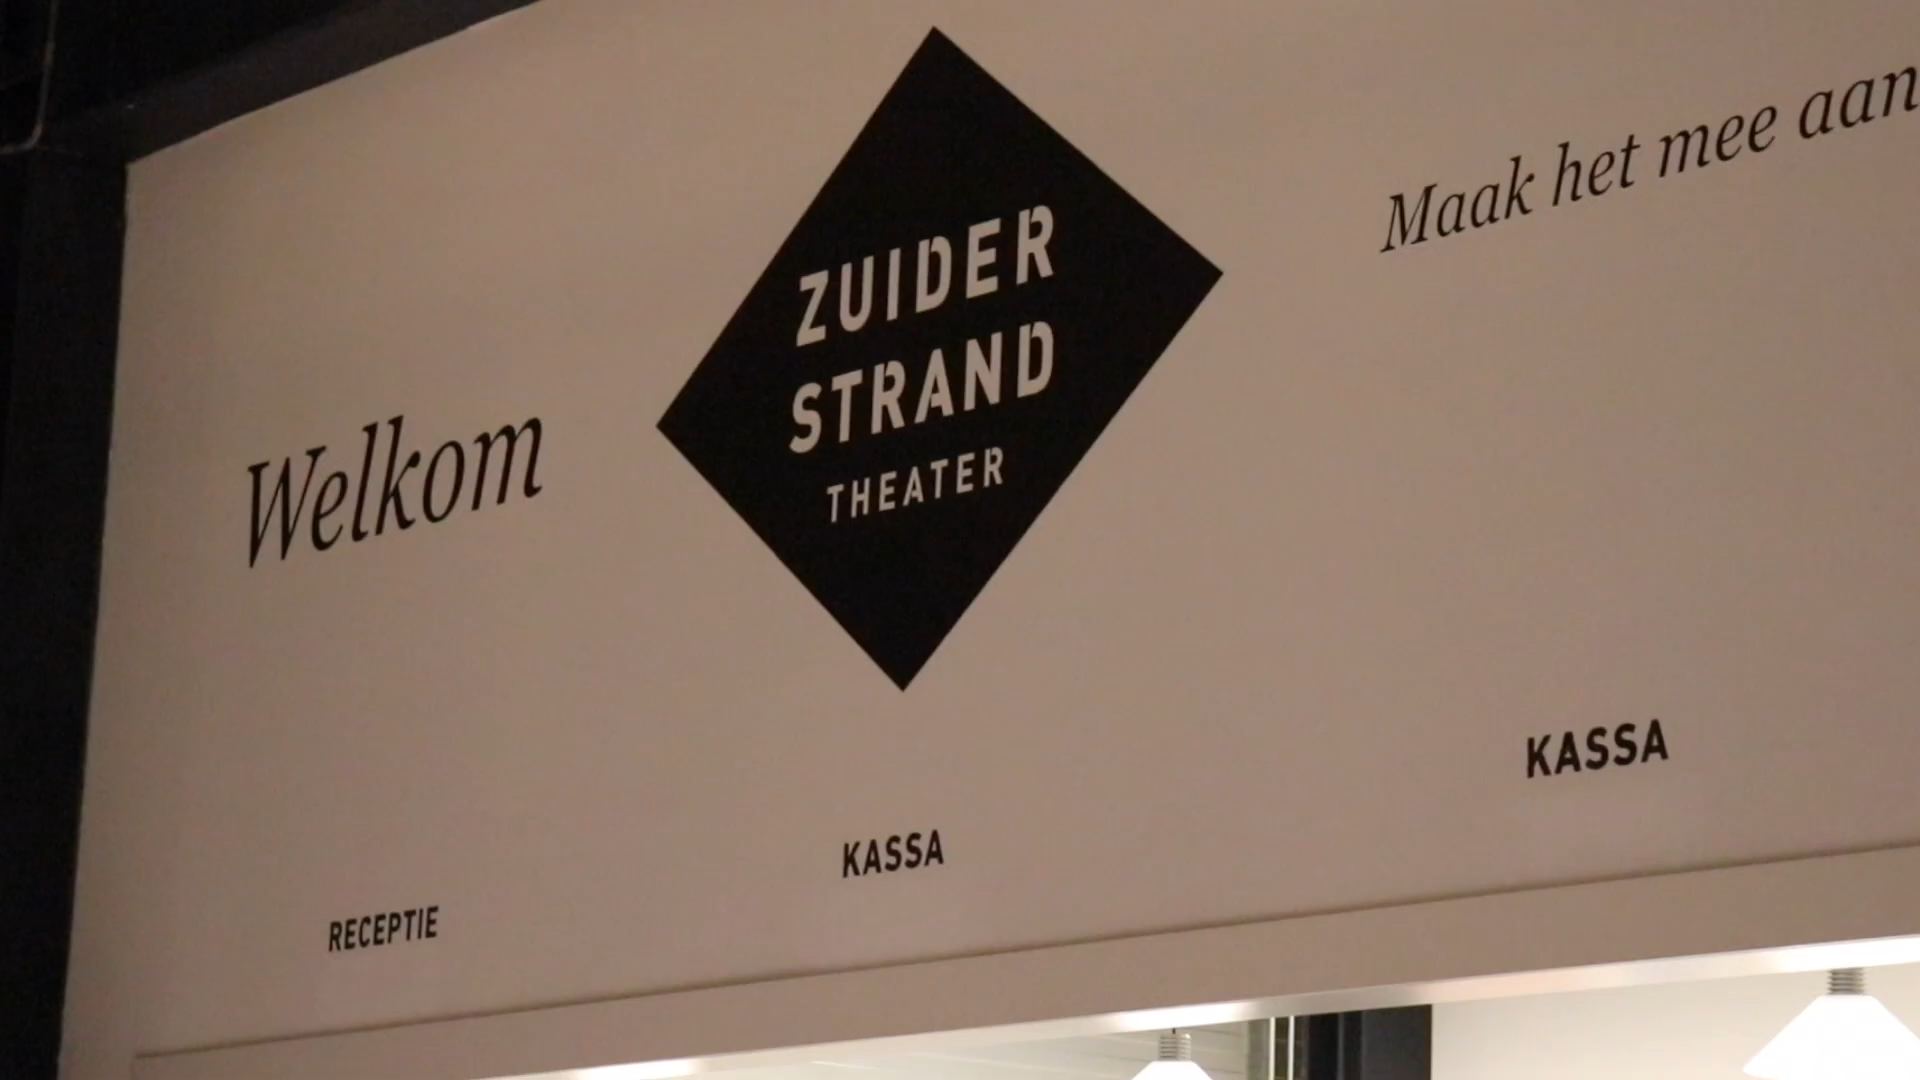 Welkom
ZUIDER
STRAND
THEATER
Maak het mee aan
RECEPTIE
KASSA
KASSA